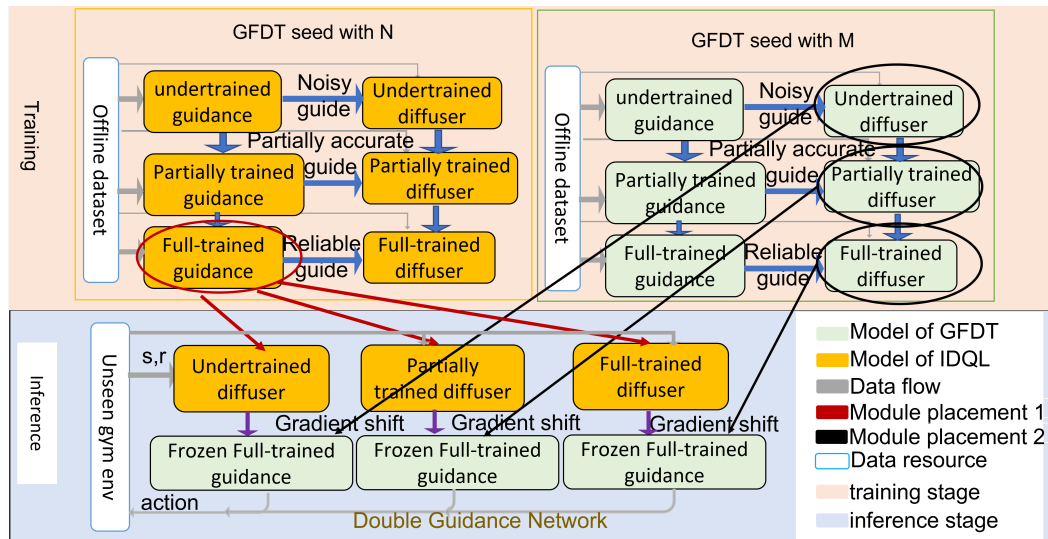 GFDT seed with N
GFDT seed with M
Training
Offline dataset
undertrained
guidance
Noisy
guide
Undertrained
diffuser
Partially accurate
guide
Partially trained
guidance
Partially trained
diffuser
Full-trained
guidance
Reliable
guide
Full-trained
diffuser
Offline dataset
undertrained
guidance
Noisy
guide
Undertrained
diffuser
Partially accurate
guide
Partially trained
guidance
Partially trained
diffuser
Full-trained
guidance
Reliable
guide
Full-trained
diffuser
Inference
Unseen gym env
s,r
Undertrained
diffuser
Partially
trained diffuser
Full-trained
diffuser
Gradient shift
Gradient shift
Gradient shift
Frozen Full-trained
guidance
Frozen Full-trained
guidance
Frozen Full-trained
guidance
action
Double Guidance Network
Model of GFDT
Model of IDQL
Data flow
Module placement 1
Module placement 2
Data resource
training stage
inference stage